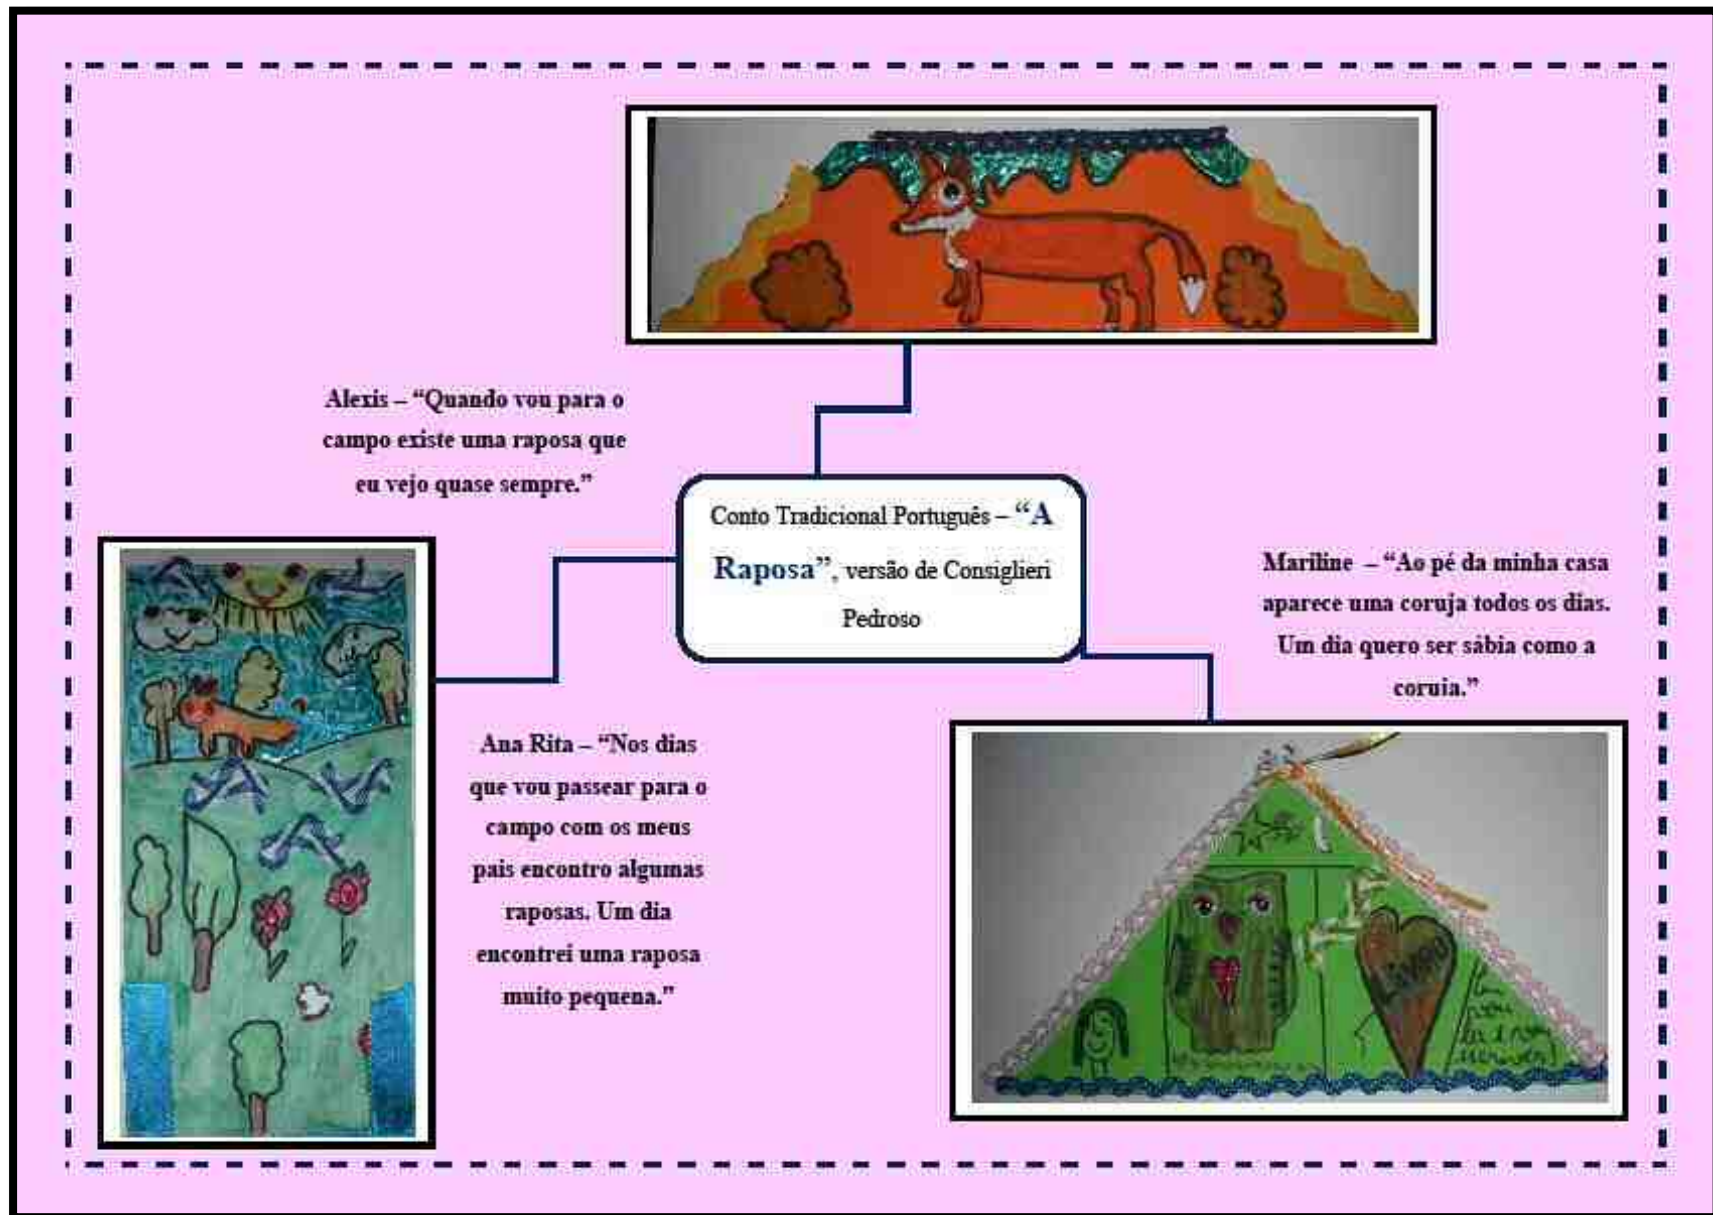 Alexis – “Quando vou para o
campo existe uma raposa que
eu vejo quase sempre.”
Conto Tradicional Português – “A
Raposa”, versão de Consiglieri
Pedroso
Mariline – “Ao pé da minha casa
aparece uma coruja todos os dias.
Um dia quero ser sábia como a
coruja.”
Ana Rita – “Nos dias
que vou passear para o
campo com os meus
pais encontro algumas
raposas. Um dia
encontrei uma raposa
muito pequena.”